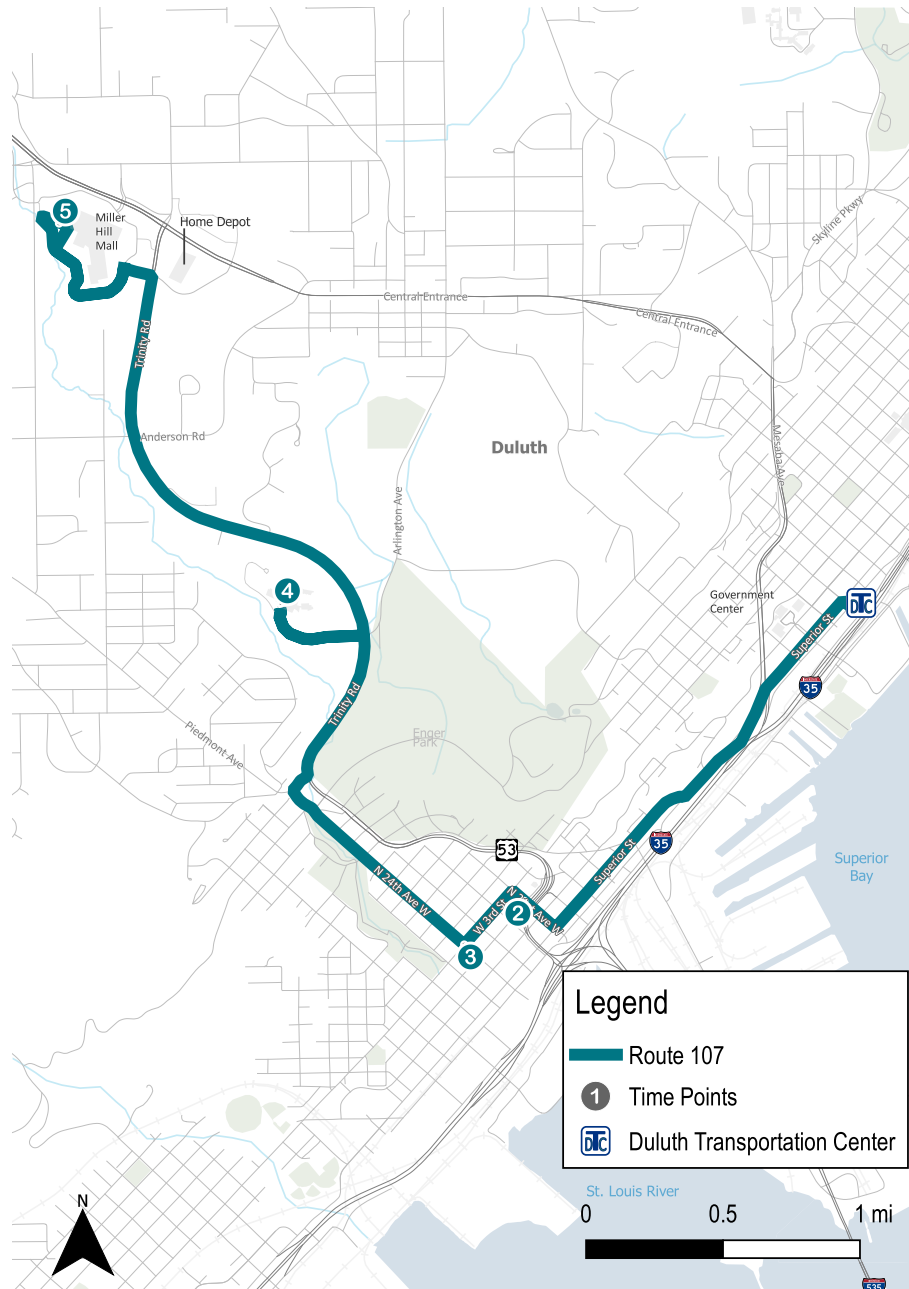 Skyline Pkwy
5
Miller
Hill
Mall
Home Depot
Central Entrance
Central Entrance
Trinity Rd
Anderson Rd
Duluth
Mesaba Ave
Arlington Ave
4
Government
Center
DTC
Superior St
35
Trinity Rd
Enger
Park
Piedmont Ave
53
35
Superior St
Superior
Bay
N 24th Ave W
W 3rd St
2
Ave W
3
Legend
Route 107
1 Time Points
DTC Duluth Transportation Center
St. Louis River
N
0 0.5 1 mi
535